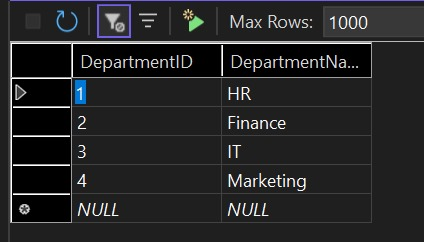 Max Rows: 1000
DepartmentID DepartmentNa...
1 HR
2 Finance
3 IT
4 Marketing
NULL NULL